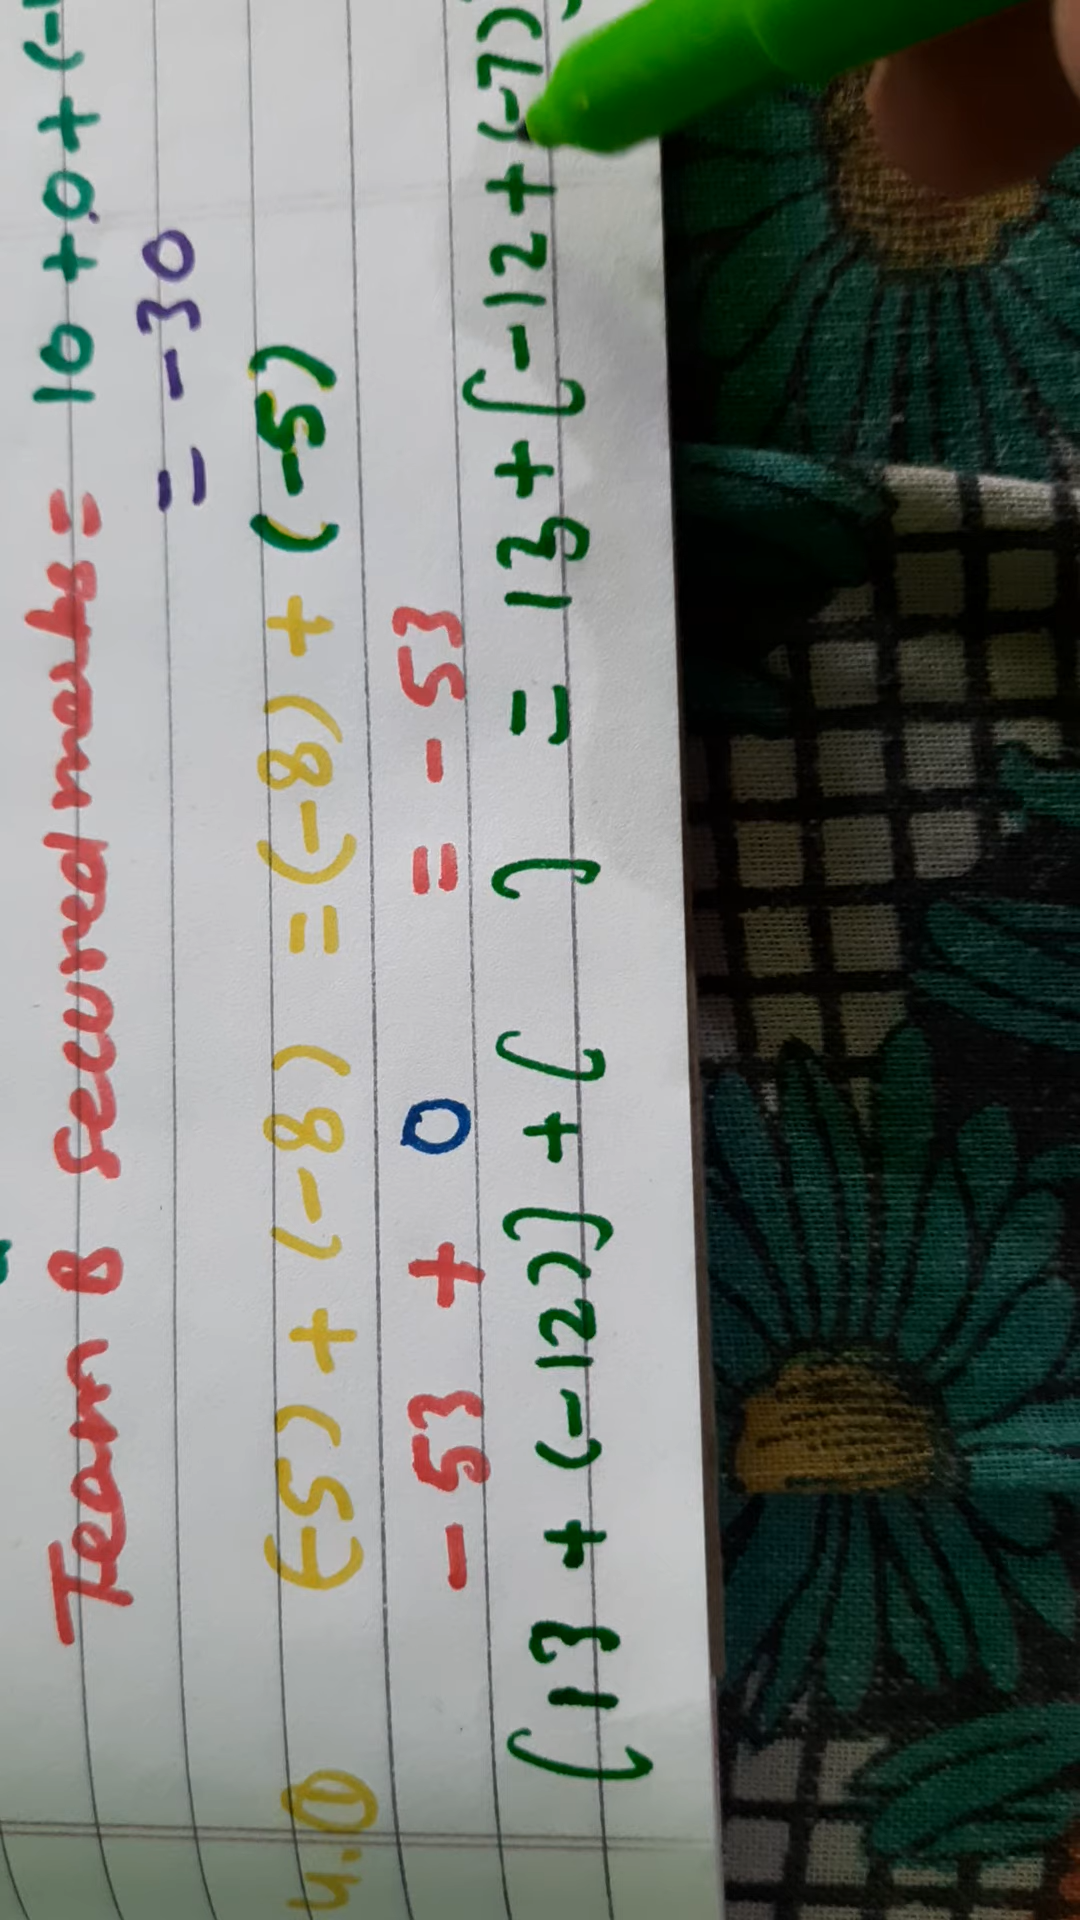 Team B secured marks = 10 + 0 + (-
= - 30
4. ① (-5) + (-8) = (-8) + (-5)
- 53 + 0 = - 53
[13 + (-12)] + [ ] = 13 + [-12 + (-7)]